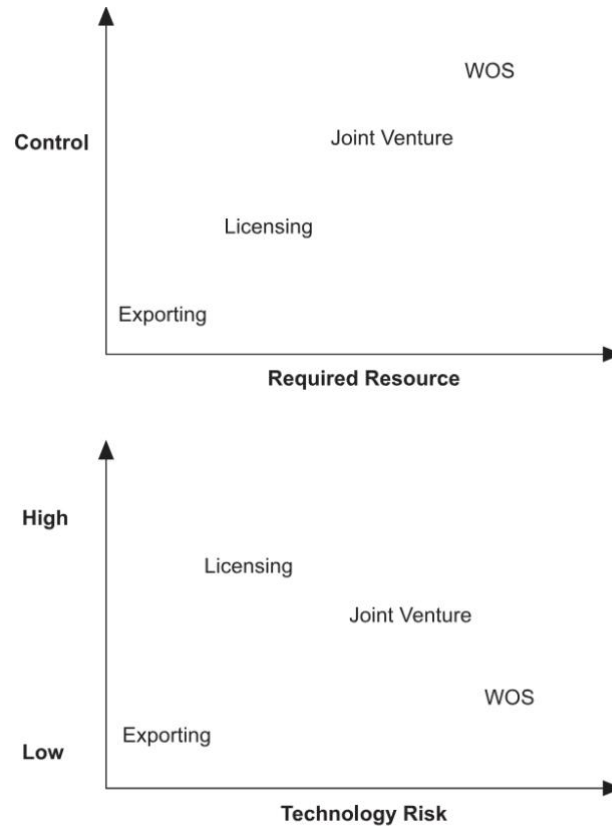 WOS
Joint Venture
Control
Licensing
Exporting
Required Resource
High
Licensing
Joint Venture
WOS
Exporting
Low
Technology Risk